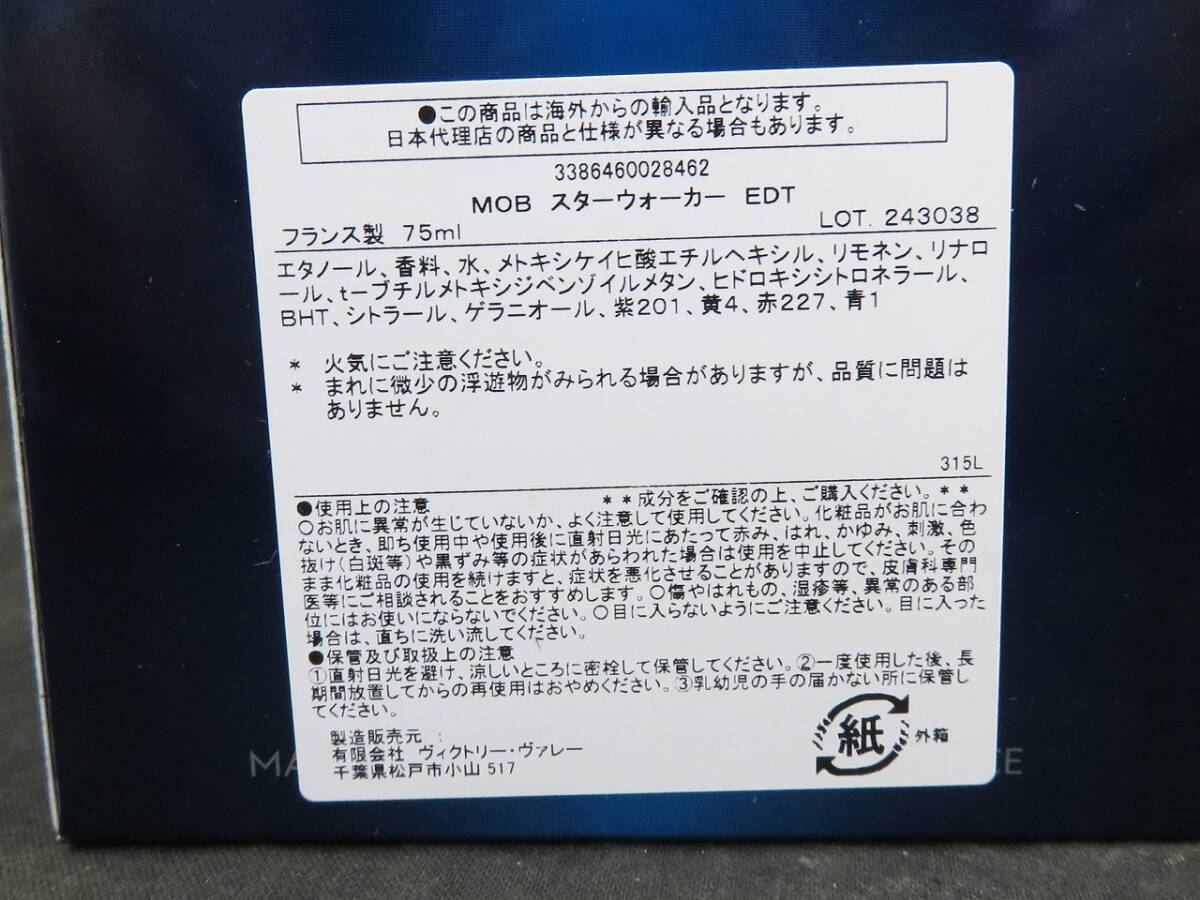 ●この商品は海外からの輸入品となります。
日本代理店の商品と仕様が異なる場合もあります。
3386460028462
MOB スターウォーカー EDT
フランス製 75ml LOT. 243038
エタノール、香料、水、メトキシケイヒ酸エチルヘキシル、リモネン、リナロ
ール、t-ブチルメトキシジベンゾイルメタン、ヒドロキシシトロネラール、
BHT、シトラール、ゲラニオール、紫201、黄4、赤227、青1
* 火気にご注意ください。
* まれに微少の浮遊物がみられる場合がありますが、品質に問題は
ありません。
315L
●使用上の注意 **成分をご確認の上、ご購入ください。**
○お肌に異常が生じていないか、よく注意して使用してください。化粧品がお肌に合わ
ないとき、即ち使用中や使用後に直射日光にあたって赤み、はれ、かゆみ、刺激、色
抜け(白斑等)や黒ずみ等の症状があらわれた場合は使用を中止してください。その
まま化粧品の使用を続けますと、症状を悪化させることがありますので、皮膚科専門
医等にご相談されることをおすすめします。○傷やはれもの、湿疹等、異常のある部
位にはお使いにならないでください。○目に入らないようにご注意ください。目に入った
場合は、直ちに洗い流してください。
●保管及び取扱上の注意
①直射日光を避け、涼しいところに密栓して保管してください。②一度使用した後、長
期間放置してからの再使用はおやめください。③乳幼児の手の届かない所に保管し
てください。
製造販売元 :
有限会社 ヴィクトリー・ヴァレー
千葉県松戸市小山 517
紙 外箱